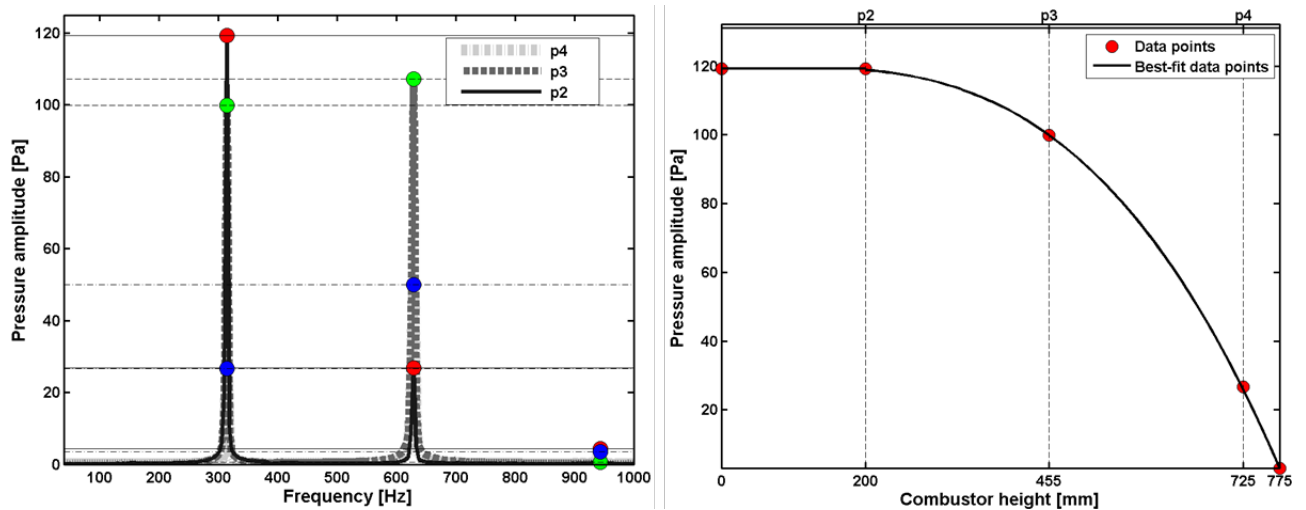 120
100
80
60
40
20
0
Pressure amplitude [Pa]
p4
p3
p2
100 200 300 400 500 600 700 800 900 1000
Frequency [Hz]
p2 p3 p4
120
100
80
60
40
20
Pressure amplitude [Pa]
Data points
Best-fit data points
0 200 455 725 775
Combustor height [mm]